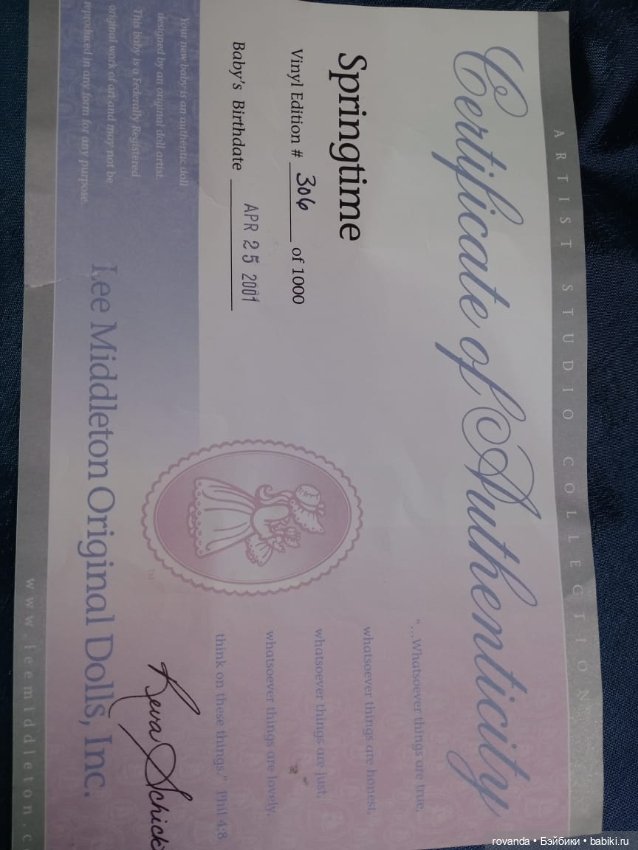 ARTIST STUDIO COLLECTION
Certificate of Authenticity
Springtime
Vinyl Edition # 306 of 1000
Baby's Birthdate APR 25 2001
"...Whatsoever things are true,
whatsoever things are honest,
whatsoever things are just,
whatsoever things are lovely,
think on these things." Phil 4:8
Your new baby is an authentic doll
designed by an original doll artist.
This baby is a Federally Registered
original work of art and may not be
reproduced in any form for any purpose.
Reva Schick
Lee Middleton Original Dolls, Inc.
www.leemiddleton.c
rovanda • Бэйбики • babiki.ru